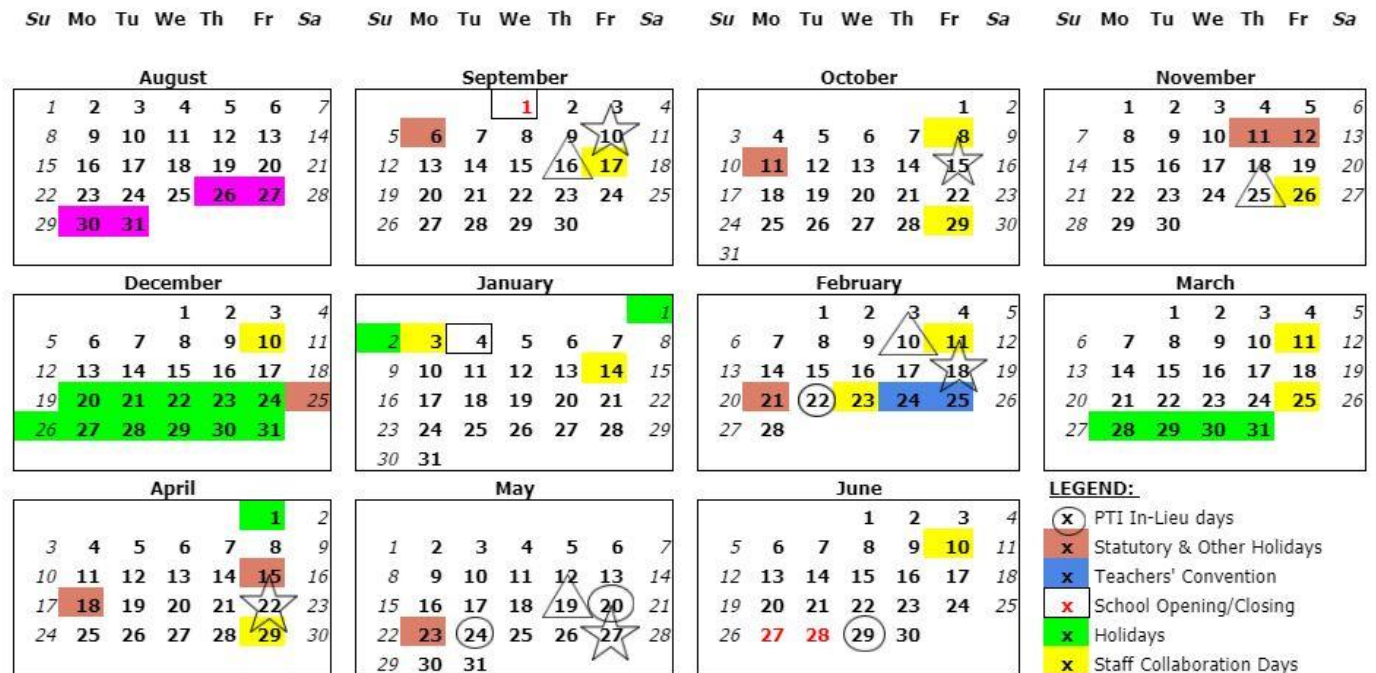 Su Mo Tu We Th Fr Sa Su Mo Tu We Th Fr Sa Su Mo Tu We Th Fr Sa Su Mo Tu We Th Fr Sa
August September October November
1 2 3 4 5 6 7 1 2 3 4 1 2 1 2 3 4 5 6
8 9 10 11 12 13 14 5 6 7 8 9 10 11 3 4 5 6 7 8 9 7 8 9 10 11 12 13
15 16 17 18 19 20 21 12 13 14 15 16 17 18 10 11 12 13 14 15 16 14 15 16 17 18 19 20
22 23 24 25 26 27 28 19 20 21 22 23 24 25 17 18 19 20 21 22 23 21 22 23 24 25 26 27
29 30 31 26 27 28 29 30 24 25 26 27 28 29 30 28 29 30
31
December January February March
1 2 3 4 1 1 2 3 4 5 1 2 3 4 5
5 6 7 8 9 10 11 2 3 4 5 6 7 8 6 7 8 9 10 11 12 6 7 8 9 10 11 12
12 13 14 15 16 17 18 9 10 11 12 13 14 15 13 14 15 16 17 18 19 13 14 15 16 17 18 19
19 20 21 22 23 24 25 16 17 18 19 20 21 22 20 21 22 23 24 25 26 20 21 22 23 24 25 26
26 27 28 29 30 31 23 24 25 26 27 28 29 27 28 27 28 29 30 31
30 31
April May June LEGEND:
1 2 1 2 3 4 x PTI In-Lieu days
3 4 5 6 7 8 9 1 2 3 4 5 6 7 5 6 7 8 9 10 11 x Statutory & Other Holidays
10 11 12 13 14 15 16 8 9 10 11 12 13 14 12 13 14 15 16 17 18 x Teachers' Convention
17 18 19 20 21 22 23 15 16 17 18 19 20 21 19 20 21 22 23 24 25 x School Opening/Closing
24 25 26 27 28 29 30 22 23 24 25 26 27 28 26 27 28 29 30 x Holidays
29 30 31 x Staff Collaboration Days